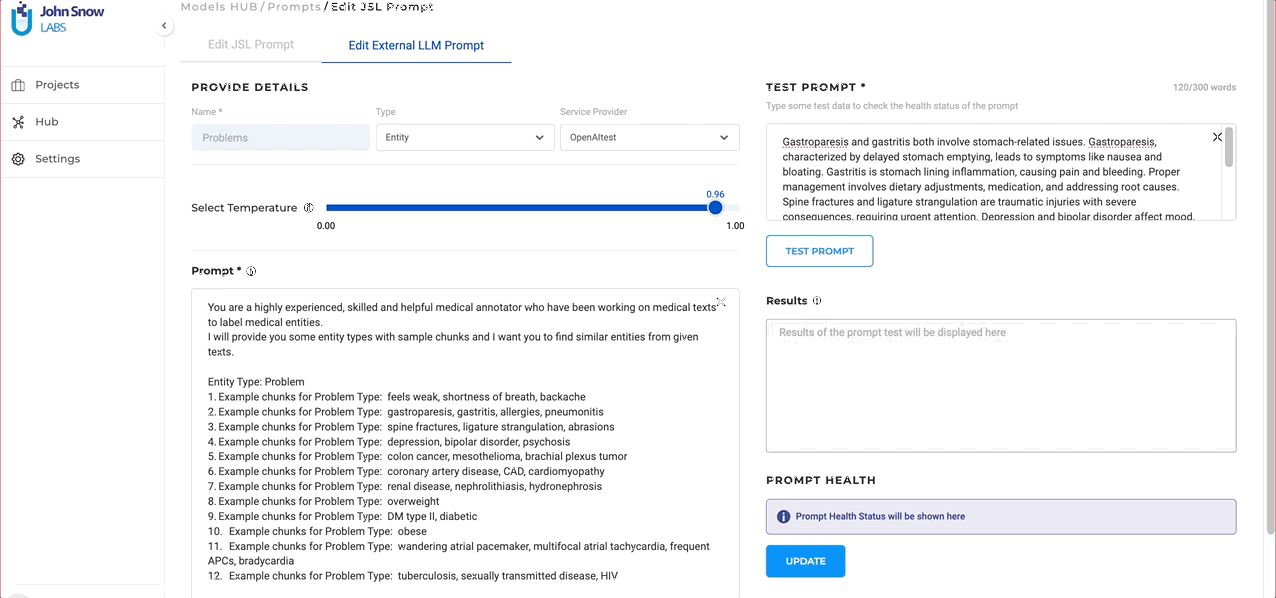 John Snow
LABS
Projects
Hub
Settings
Models HUB / Prompts / Edit JSL Prompt
Edit JSL Prompt
Edit External LLM Prompt
PROVIDE DETAILS
Name *
Type
Service Provider
Problems
Entity
OpenAItest
Select Temperature
0.96
0.00
1.00
Prompt *
You are a highly experienced, skilled and helpful medical annotator who have been working on medical texts
to label medical entities.
I will provide you some entity types with sample chunks and I want you to find similar entities from given
texts.
Entity Type: Problem
1. Example chunks for Problem Type: feels weak, shortness of breath, backache
2. Example chunks for Problem Type: gastroparesis, gastritis, allergies, pneumonitis
3. Example chunks for Problem Type: spine fractures, ligature strangulation, abrasions
4. Example chunks for Problem Type: depression, bipolar disorder, psychosis
5. Example chunks for Problem Type: colon cancer, mesothelioma, brachial plexus tumor
6. Example chunks for Problem Type: coronary artery disease, CAD, cardiomyopathy
7. Example chunks for Problem Type: renal disease, nephrolithiasis, hydronephrosis
8. Example chunks for Problem Type: overweight
9. Example chunks for Problem Type: DM type II, diabetic
10. Example chunks for Problem Type: obese
11. Example chunks for Problem Type: wandering atrial pacemaker, multifocal atrial tachycardia, frequent
APCs, bradycardia
12. Example chunks for Problem Type: tuberculosis, sexually transmitted disease, HIV
TEST PROMPT *
120/300 words
Type some test data to check the health status of the prompt
Gastroparesis and gastritis both involve stomach-related issues. Gastroparesis,
characterized by delayed stomach emptying, leads to symptoms like nausea and
bloating. Gastritis is stomach lining inflammation, causing pain and bleeding. Proper
management involves dietary adjustments, medication, and addressing root causes.
Spine fractures and ligature strangulation are traumatic injuries with severe
consequences, requiring urgent attention. Depression and bipolar disorder affect mood,
TEST PROMPT
Results
Results of the prompt test will be displayed here
PROMPT HEALTH
Prompt Health Status will be shown here
UPDATE